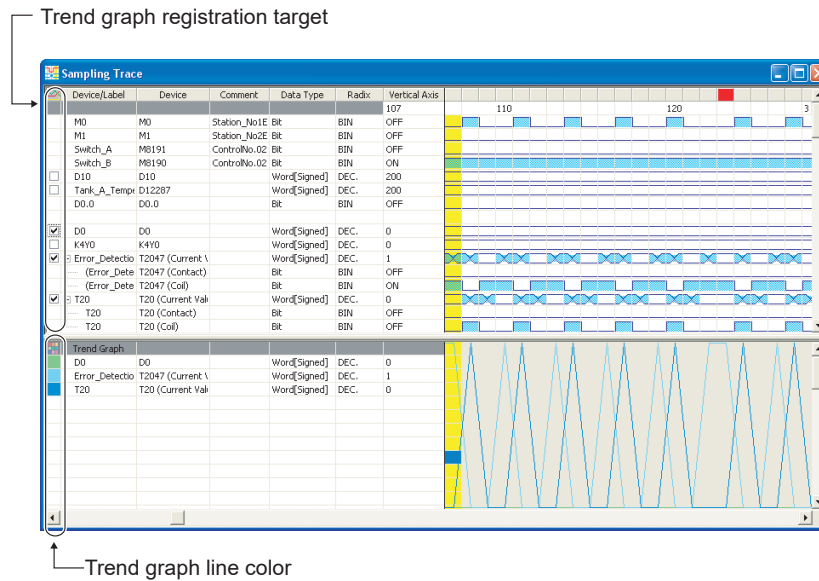 Trend graph registration target
Sampling Trace
Device/Label Device Comment Data Type Radix Vertical Axis
107 110 120 3
M0 M0 Station_No1E Bit BIN OFF
M1 M1 Station_No2E Bit BIN OFF
Switch_A M8191 ControlNo.02 Bit BIN OFF
Switch_B M8190 ControlNo.02 Bit BIN ON
D10 D10 Word[Signed] DEC. 200
Tank_A_Tempe D12287 Word[Signed] DEC. 200
D0.0 D0.0 Bit BIN OFF
D0 D0 Word[Signed] DEC. 0
K4Y0 K4Y0 Word[Signed] DEC. 0
Error_Detectio T2047 (Current V Word[Signed] DEC. 1
(Error_Dete T2047 (Contact) Bit BIN OFF
(Error_Dete T2047 (Coil) Bit BIN ON
T20 T20 (Current Valu Word[Signed] DEC. 0
T20 T20 (Contact) Bit BIN OFF
T20 T20 (Coil) Bit BIN OFF
Trend Graph
D0 D0 Word[Signed] DEC. 0
Error_Detectio T2047 (Current V Word[Signed] DEC. 1
T20 T20 (Current Valu Word[Signed] DEC. 0
Trend graph line color